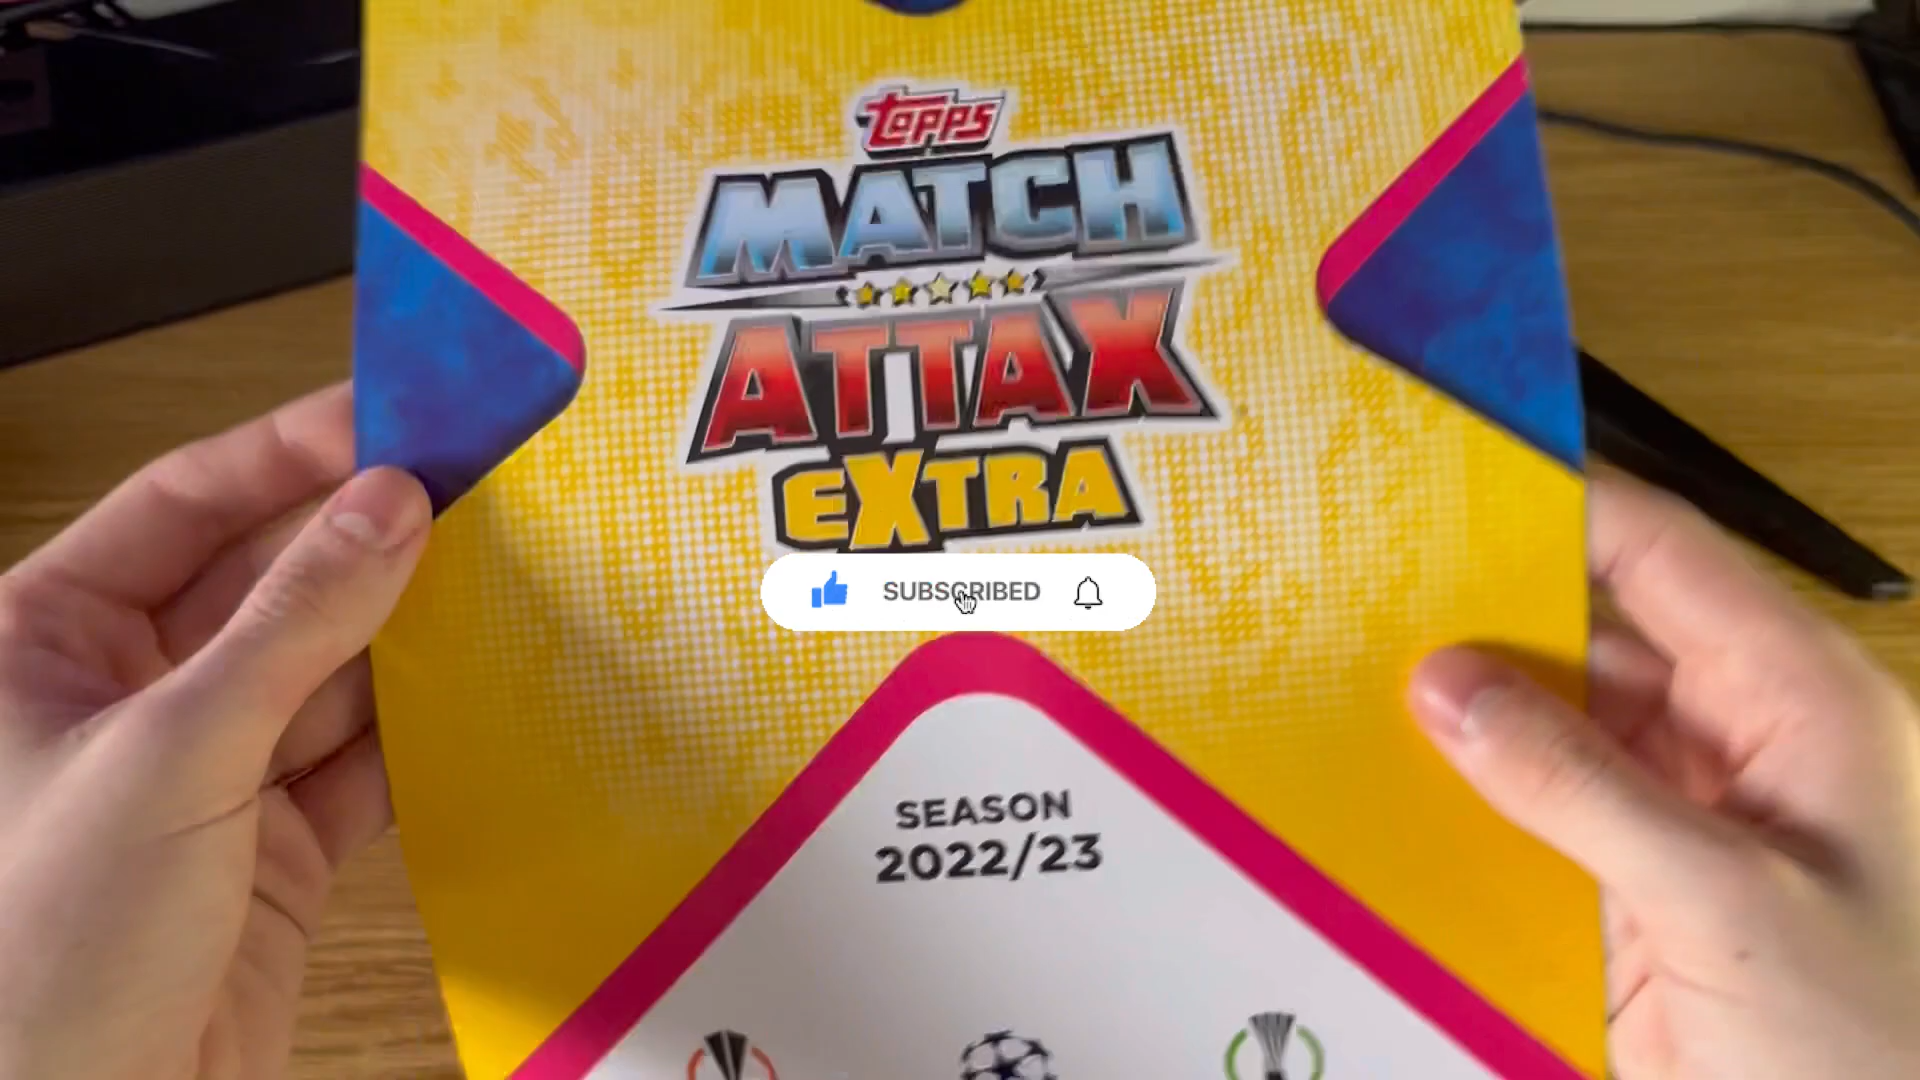 topps
MATCH
ATTAX
EXTRA
SUBSCRIBED
SEASON
2022/23